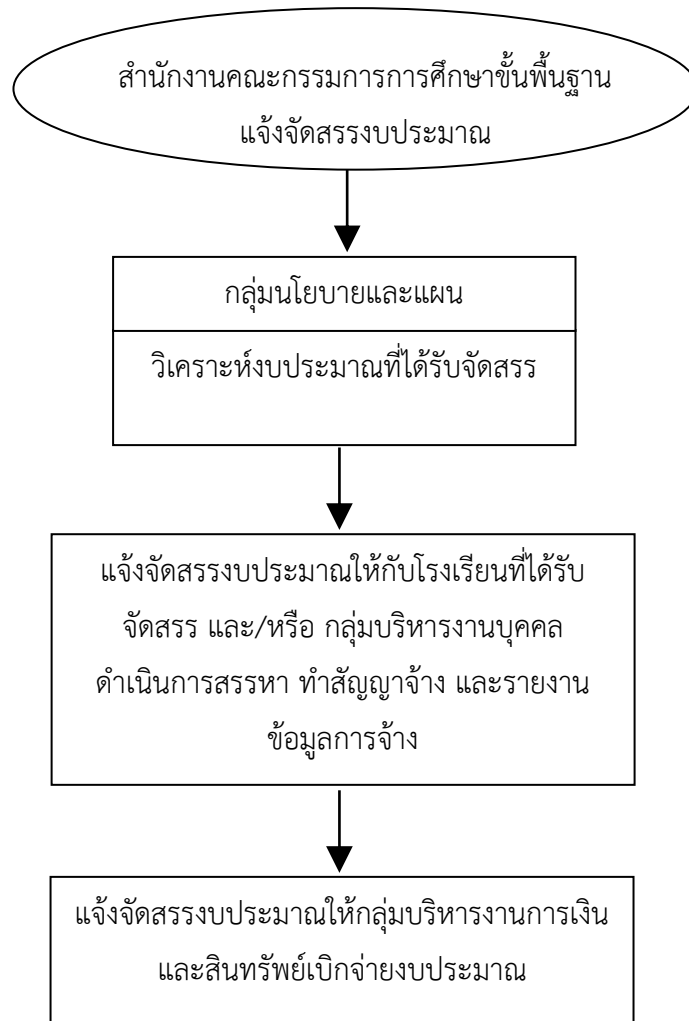 สำนักงานคณะกรรมการการศึกษาขั้นพื้นฐาน
แจ้งจัดสรรงบประมาณ
กลุ่มนโยบายและแผน
วิเคราะห์งบประมาณที่ได้รับจัดสรร
แจ้งจัดสรรงบประมาณให้กับโรงเรียนที่ได้รับ
จัดสรร และ/หรือ กลุ่มบริหารงานบุคคล
ดำเนินการสรรหา ทำสัญญาจ้าง และรายงาน
ข้อมูลการจ้าง
แจ้งจัดสรรงบประมาณให้กลุ่มบริหารงานการเงิน
และสินทรัพย์เบิกจ่ายงบประมาณ